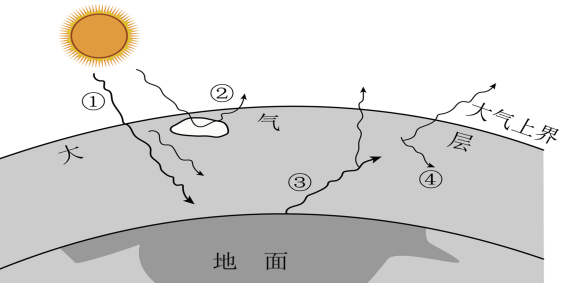 ①
②
大
气
层
大气上界
③
④
地面